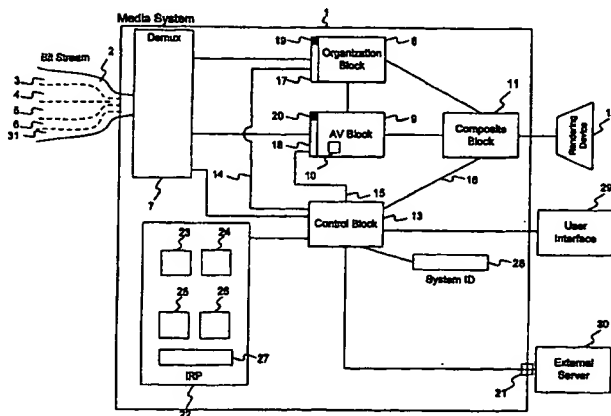 Media System
1
Demux
2
Bit Stream
3
4
5
6
31
7
19
Organization
Block
8
17
20
AV Block
9
18
10
11
Composite
Block
Rendering
Device
14
15
16
Control Block
13
29
User
Interface
28
System ID
23
24
25
26
27
IRP
22
30
External
Server
21